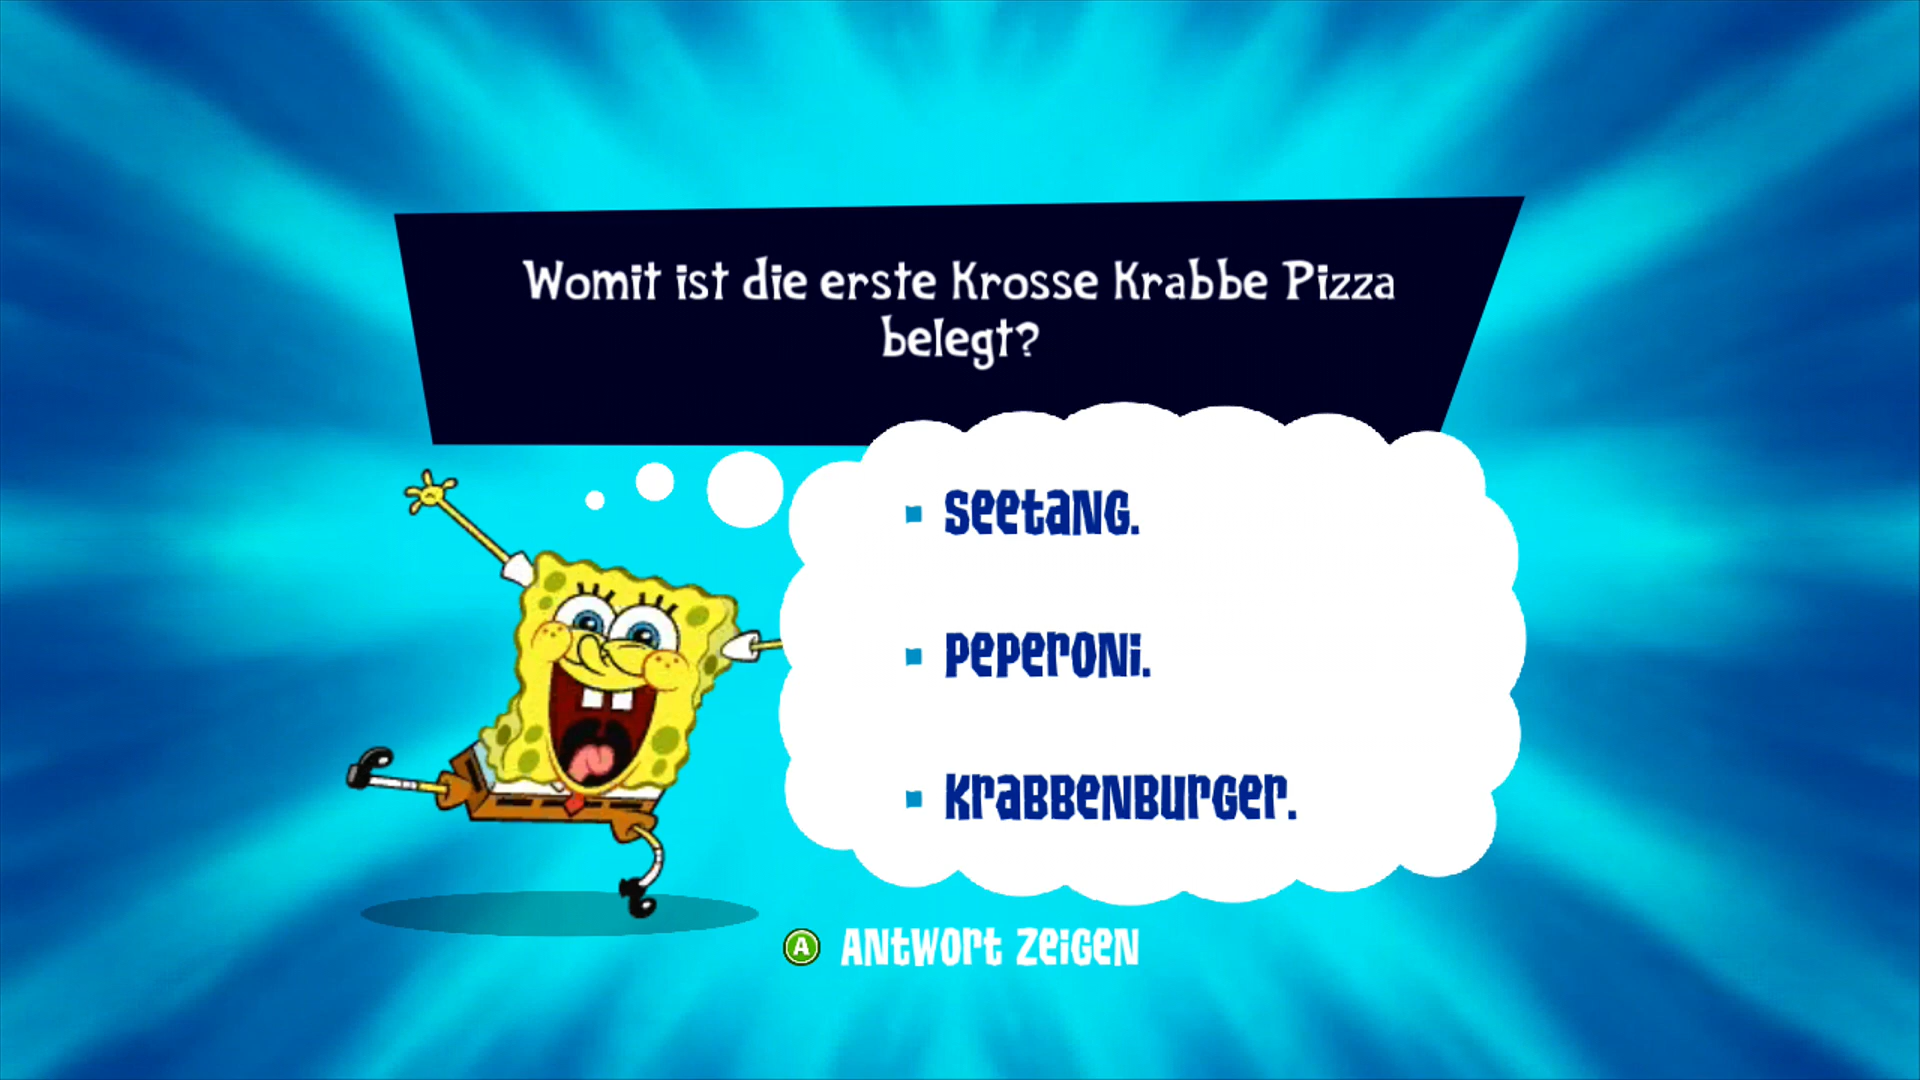 Womit ist die erste Krosse Krabbe Pizza
belegt?
Seetang.
Peperoni.
Krabbenburger.
A Antwort zeigen